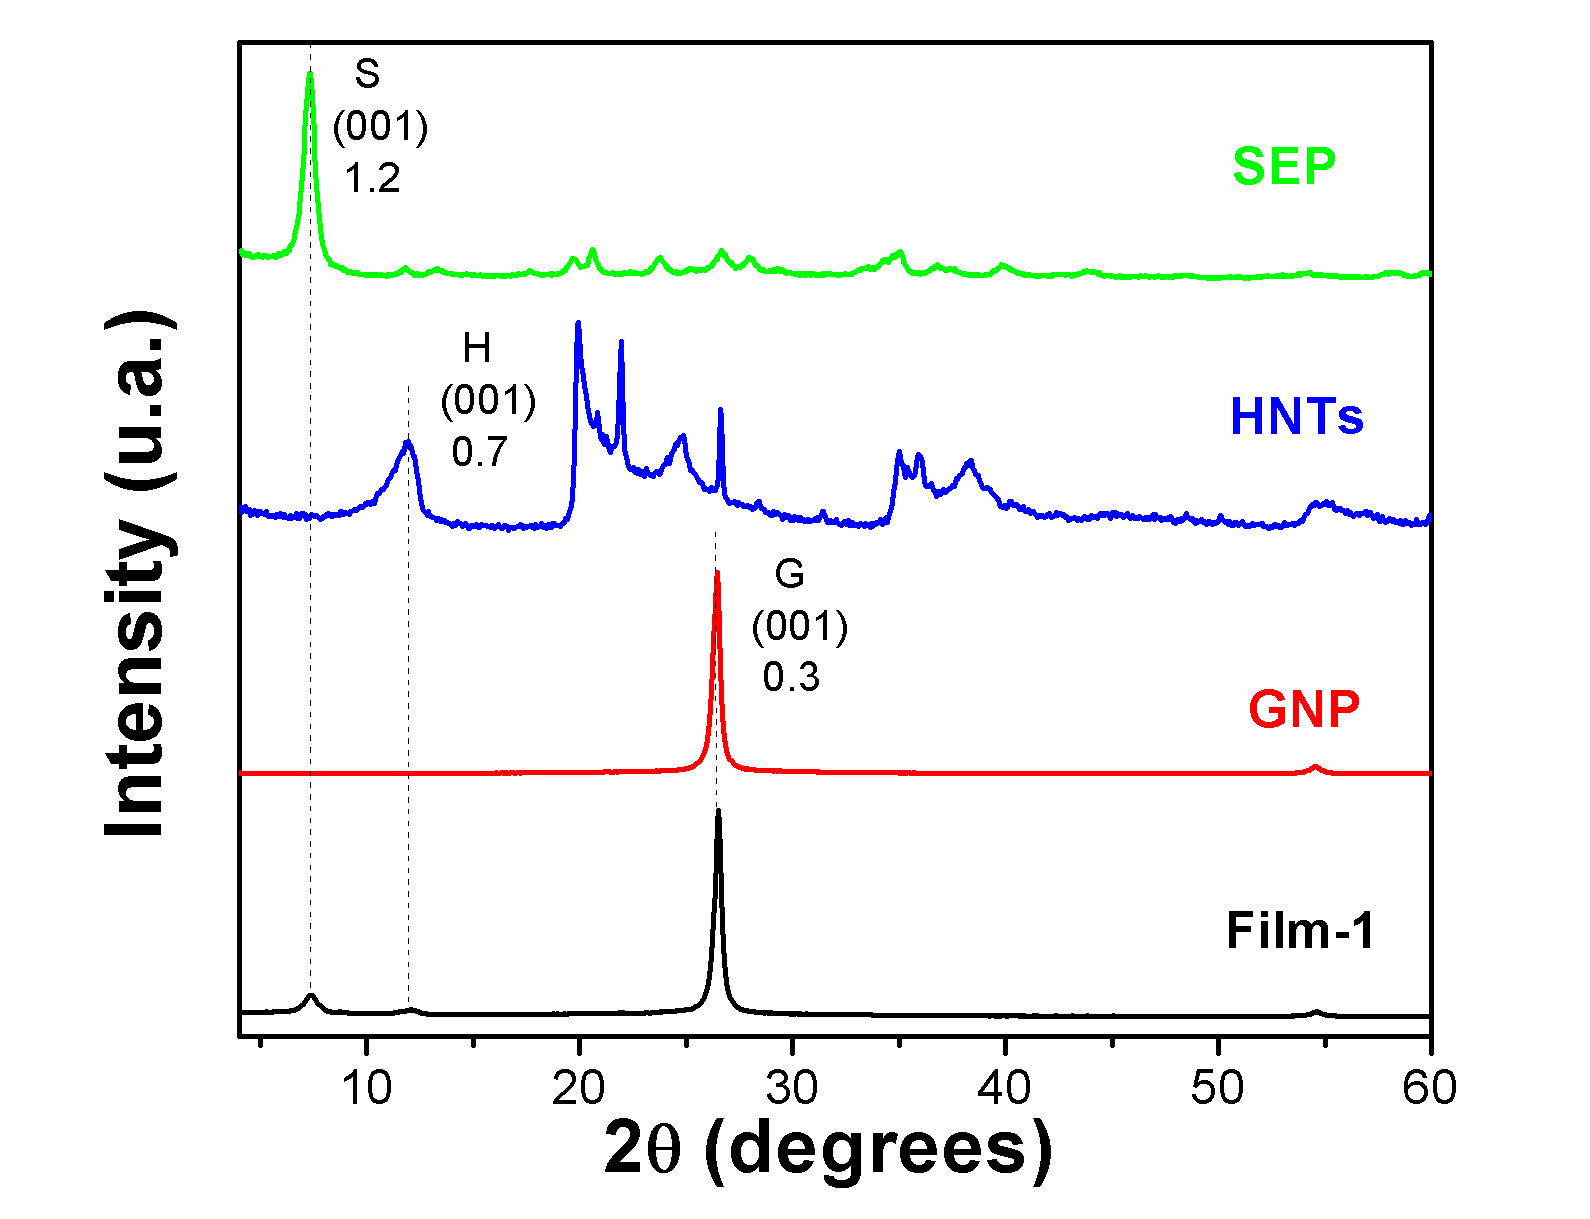 S
(001)
1.2
SEP
H
(001)
0.7
HNTs
G
(001)
0.3
GNP
Film-1
Intensity (u.a.)
10 20 30 40 50 60
2θ (degrees)